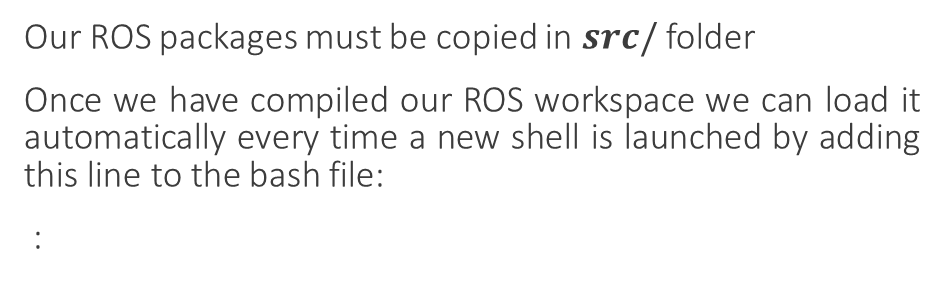 Our ROS packages must be copied in src/ folder
Once we have compiled our ROS workspace we can load it
automatically every time a new shell is launched by adding
this line to the bash file:
: